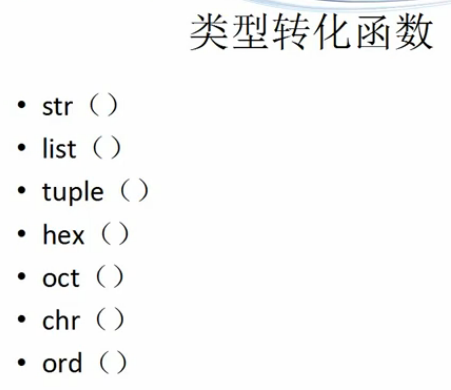 类型转化函数
• str（）
• list（）
• tuple（）
• hex（）
• oct（）
• chr（）
• ord（）